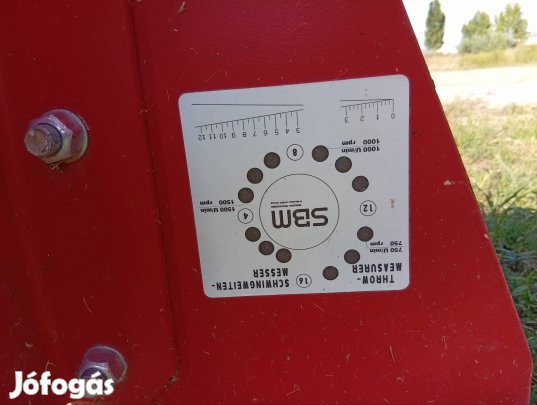 THROW-
MEASURER
SCHWINGWEITEN-
MESSER
750 U/min
750
rpm
16
12
4
1500 U/min
1500
rpm
SBM
8
1000 U/min
1000
rpm
0 1 2 3
3 4 5 6 7 8 9 10 11 12
Jófogás